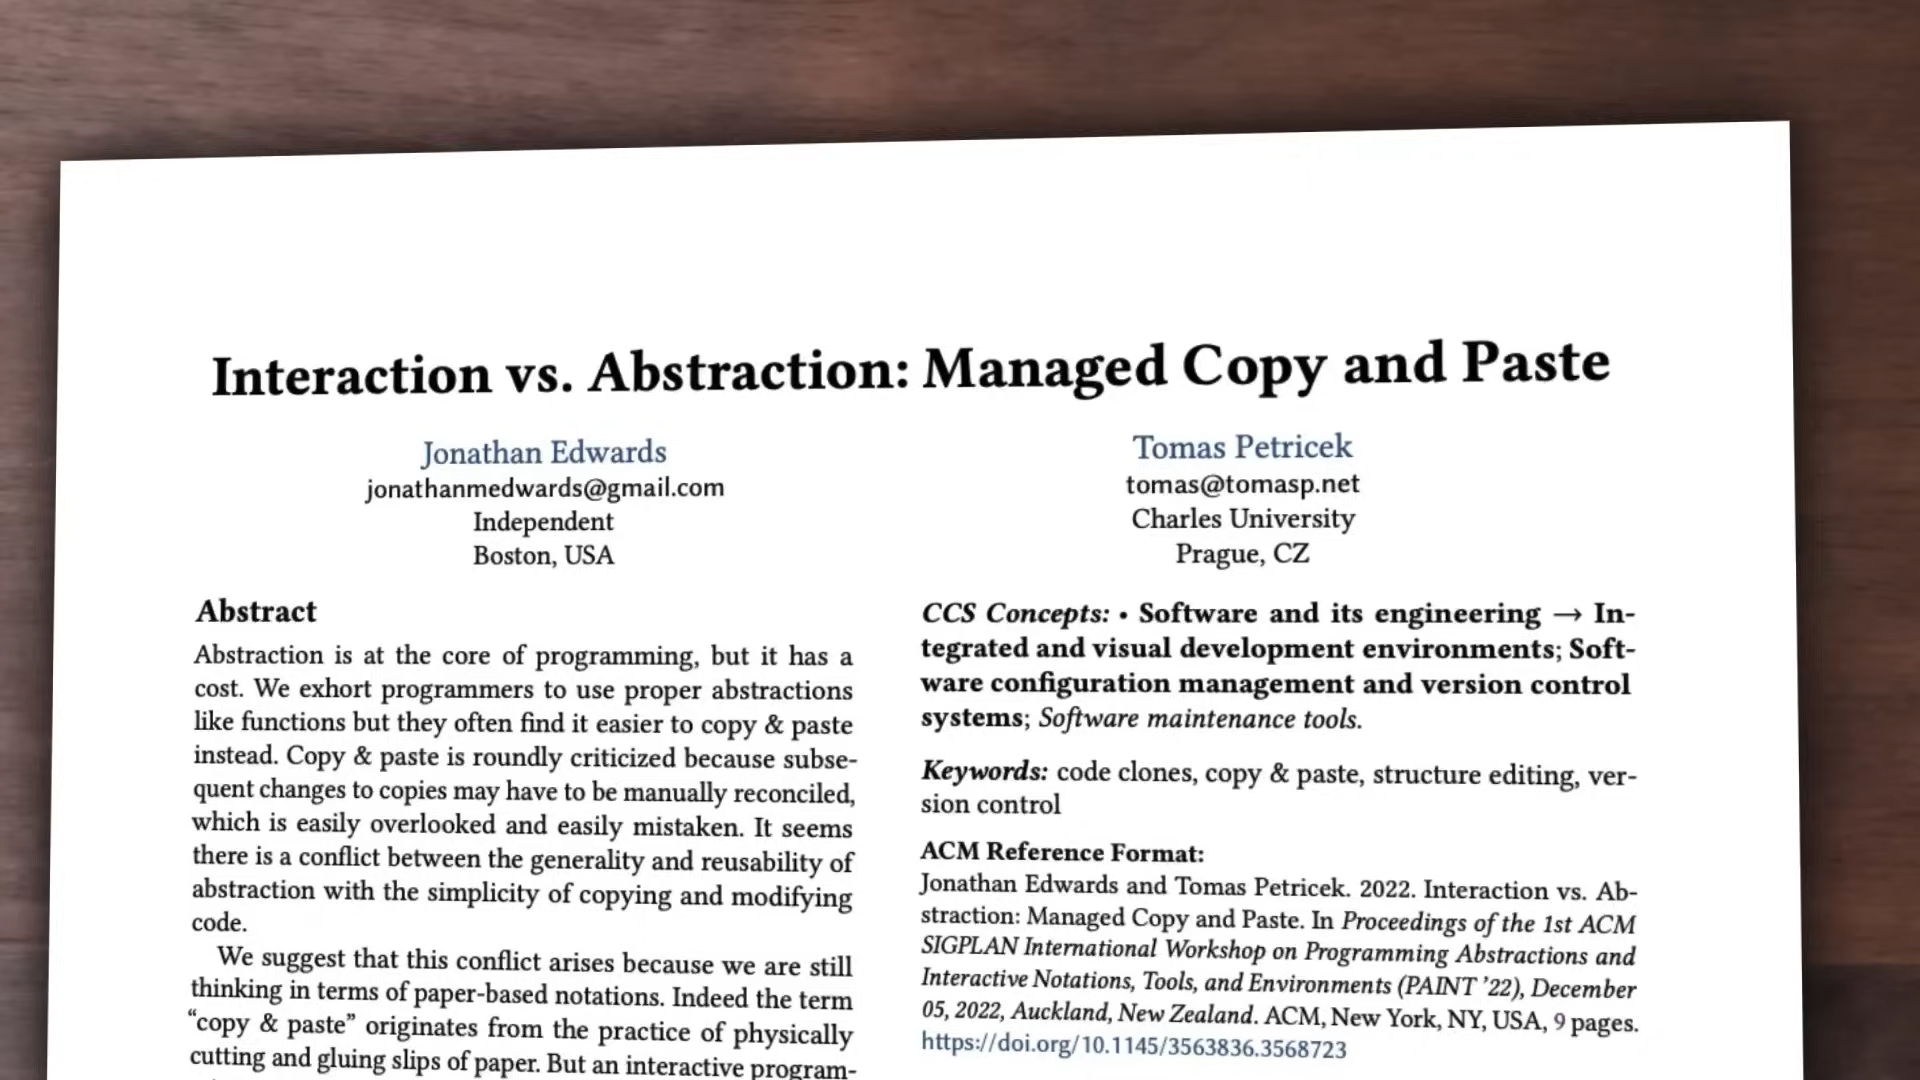 Interaction vs. Abstraction: Managed Copy and Paste
Jonathan Edwards
jonathanmedwards@gmail.com
Independent
Boston, USA
Tomas Petricek
tomas@tomasp.net
Charles University
Prague, CZ
Abstract
Abstraction is at the core of programming, but it has a
cost. We exhort programmers to use proper abstractions
like functions but they often find it easier to copy & paste
instead. Copy & paste is roundly criticized because subse-
quent changes to copies may have to be manually reconciled,
which is easily overlooked and easily mistaken. It seems
there is a conflict between the generality and reusability of
abstraction with the simplicity of copying and modifying
code.
We suggest that this conflict arises because we are still
thinking in terms of paper-based notations. Indeed the term
“copy & paste” originates from the practice of physically
cutting and gluing slips of paper. But an interactive program-
CCS Concepts: • Software and its engineering → In-
tegrated and visual development environments; Soft-
ware configuration management and version control
systems; Software maintenance tools.
Keywords: code clones, copy & paste, structure editing, ver-
sion control
ACM Reference Format:
Jonathan Edwards and Tomas Petricek. 2022. Interaction vs. Ab-
straction: Managed Copy and Paste. In Proceedings of the 1st ACM
SIGPLAN International Workshop on Programming Abstractions and
Interactive Notations, Tools, and Environments (PAINT ’22), December
05, 2022, Auckland, New Zealand. ACM, New York, NY, USA, 9 pages.
https://doi.org/10.1145/3563836.3568723